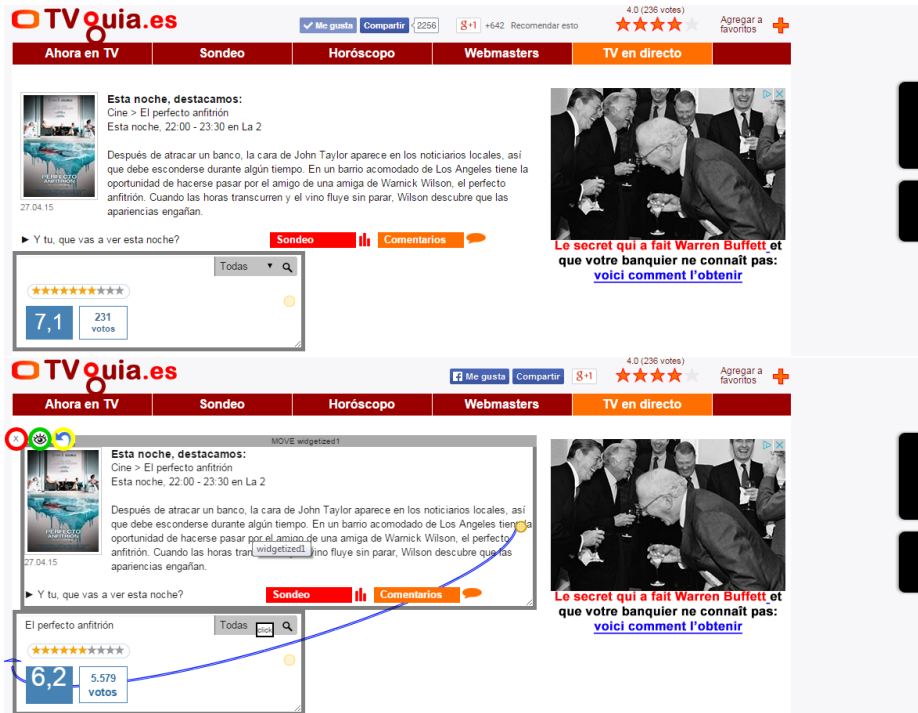 TVguia.es
Me gusta Compartir 2256
g+1 +642 Recomendar esto
4.0 (236 votes)
Agregar a
favoritos
Ahora en TV Sondeo Horóscopo Webmasters TV en directo
Esta noche, destacamos:
Cine > El perfecto anfitrión
Esta noche, 22:00 - 23:30 en La 2
Después de atracar un banco, la cara de John Taylor aparece en los noticiarios locales, así
que debe esconderse durante algún tiempo. En un barrio acomodado de Los Angeles tiene la
oportunidad de hacerse pasar por el amigo de una amiga de Warnick Wilson, el perfecto
anfitrión. Cuando las horas transcurren y el vino fluye sin parar, Wilson descubre que las
apariencias engañan.
PERFECTO
ANFITRIÓN
27.04.15
► Y tu, que vas a ver esta noche?
Sondeo Comentarios
Le secret qui a fait Warren Buffett et
que votre banquier ne connaît pas:
voici comment l'obtenir
Todas
7,1
231
votos
TVguia.es
Me gusta Compartir
g+1
4.0 (236 votes)
Agregar a
favoritos
Ahora en TV Sondeo Horóscopo Webmasters TV en directo
x
MOVE widgetized1
Esta noche, destacamos:
Cine > El perfecto anfitrión
Esta noche, 22:00 - 23:30 en La 2
Después de atracar un banco, la cara de John Taylor aparece en los noticiarios locales, así
que debe esconderse durante algún tiempo. En un barrio acomodado de Los Angeles tiene la
oportunidad de hacerse pasar por el amigo de una amiga de Warnick Wilson, el perfecto
anfitrión. Cuando las horas tran vino fluye sin parar, Wilson descubre que las
apariencias engañan.
widgetized1
PERFECTO
ANFITRIÓN
27.04.15
► Y tu, que vas a ver esta noche?
Sondeo Comentarios
Le secret qui a fait Warren Buffett et
que votre banquier ne connaît pas:
voici comment l'obtenir
El perfecto anfitrión
Todas
click
6,2
5.579
votos